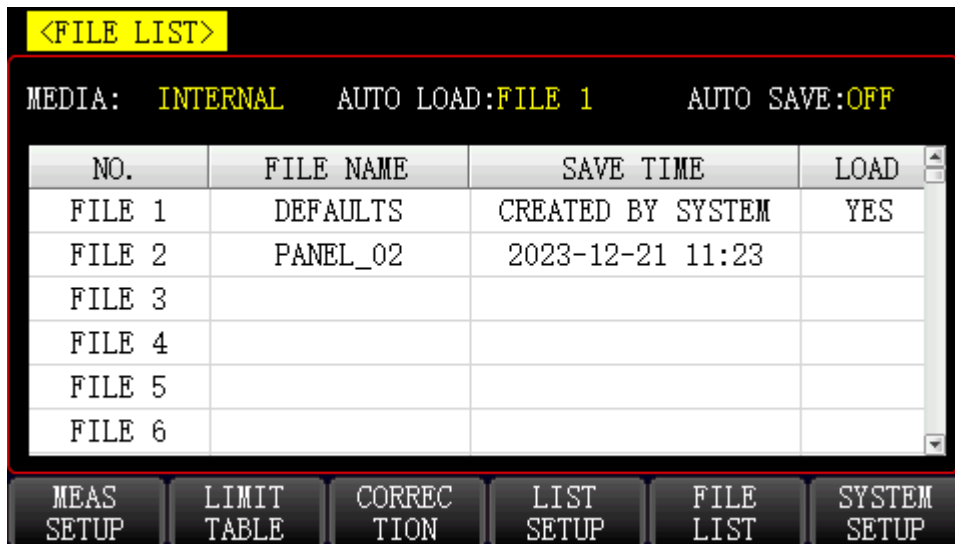 <FILE LIST>
MEDIA: INTERNAL AUTO LOAD:FILE 1 AUTO SAVE:OFF
NO. FILE NAME SAVE TIME LOAD
FILE 1 DEFAULTS CREATED BY SYSTEM YES
FILE 2 PANEL_02 2023-12-21 11:23
FILE 3
FILE 4
FILE 5
FILE 6
MEAS LIMIT CORREC LIST FILE SYSTEM
SETUP TABLE TION SETUP LIST SETUP